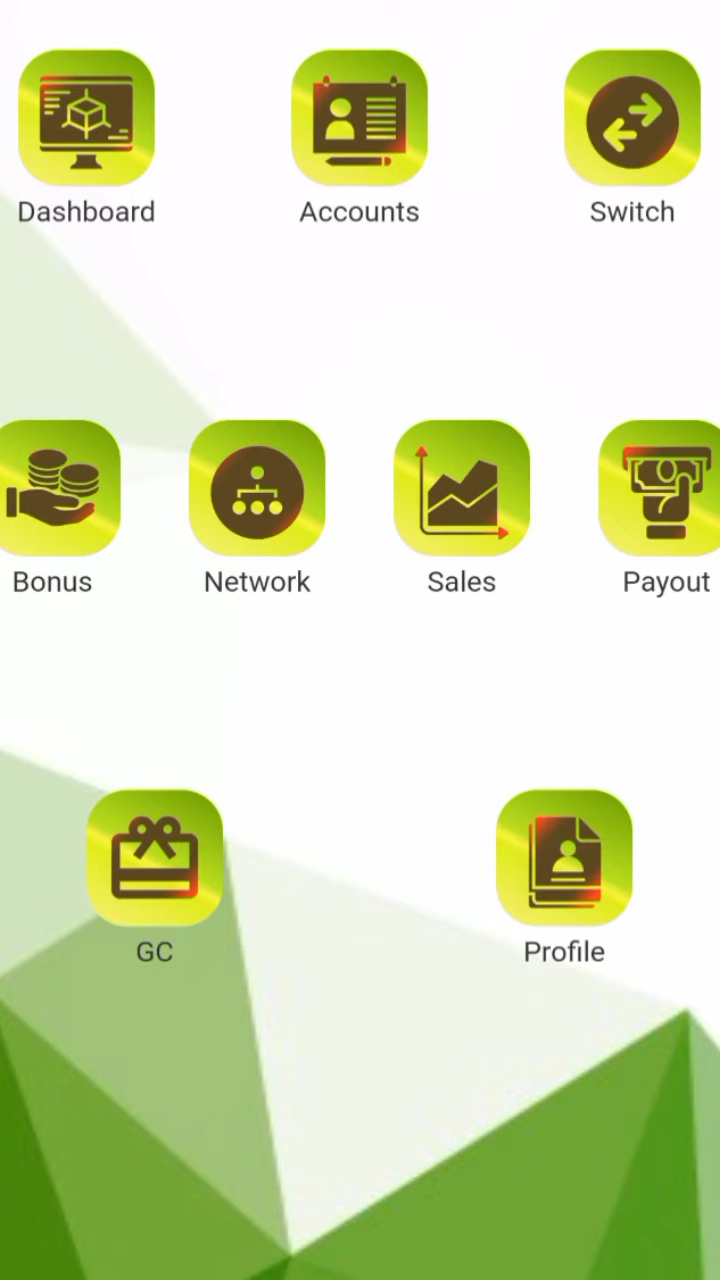 Dashboard
Accounts
Switch
Bonus
Network
Sales
Payout
GC
Profile